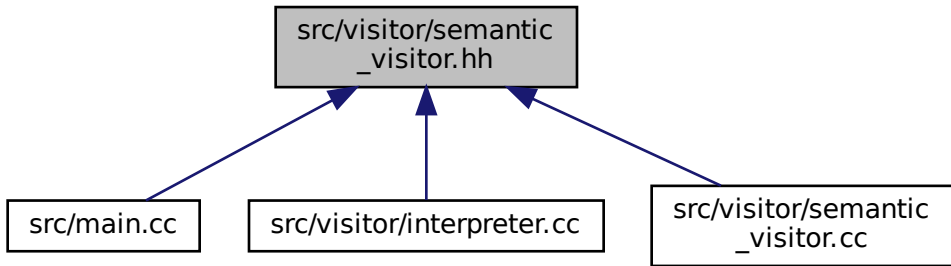 src/visitor/semantic
_visitor.hh
src/main.cc
src/visitor/interpreter.cc
src/visitor/semantic
_visitor.cc